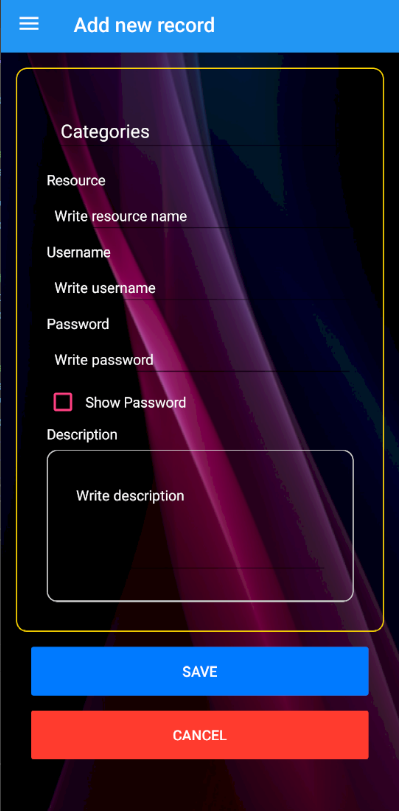 Add new record
Categories
Resource
Write resource name
Username
Write username
Password
Write password
Show Password
Description
Write description
SAVE
CANCEL